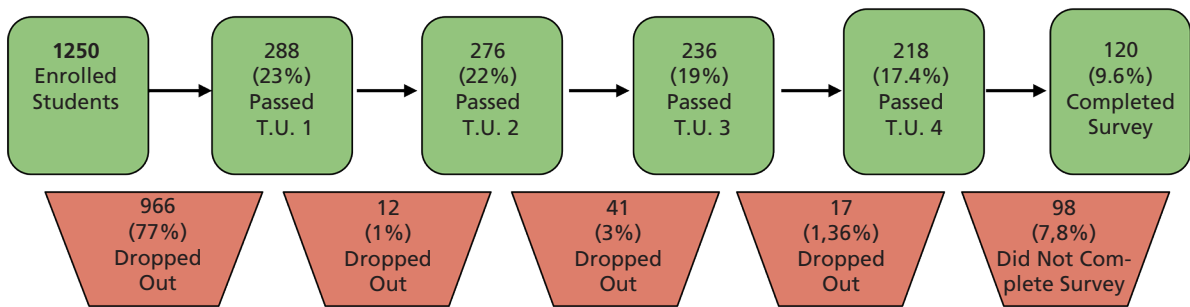 1250
Enrolled
Students
288
(23%)
Passed
T.U. 1
276
(22%)
Passed
T.U. 2
236
(19%)
Passed
T.U. 3
218
(17.4%)
Passed
T.U. 4
120
(9.6%)
Completed
Survey
966
(77%)
Dropped
Out
12
(1%)
Dropped
Out
41
(3%)
Dropped
Out
17
(1,36%)
Dropped
Out
98
(7,8%)
Did Not Com-
plete Survey